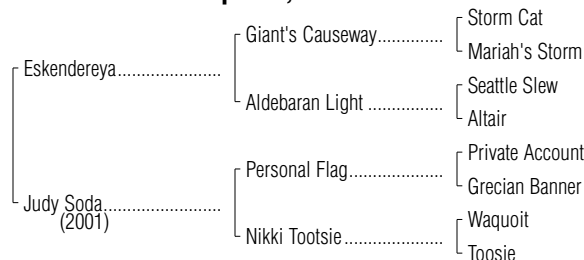 Storm Cat
Giant's Causeway................
Mariah's Storm
Eskendereya.......................
Seattle Slew
Aldebaran Light ..................
Altair
Private Account
Personal Flag.......................
Grecian Banner
Judy Soda...........................
(2001)
Waquoit
Nikki Tootsie.......................
Toosie